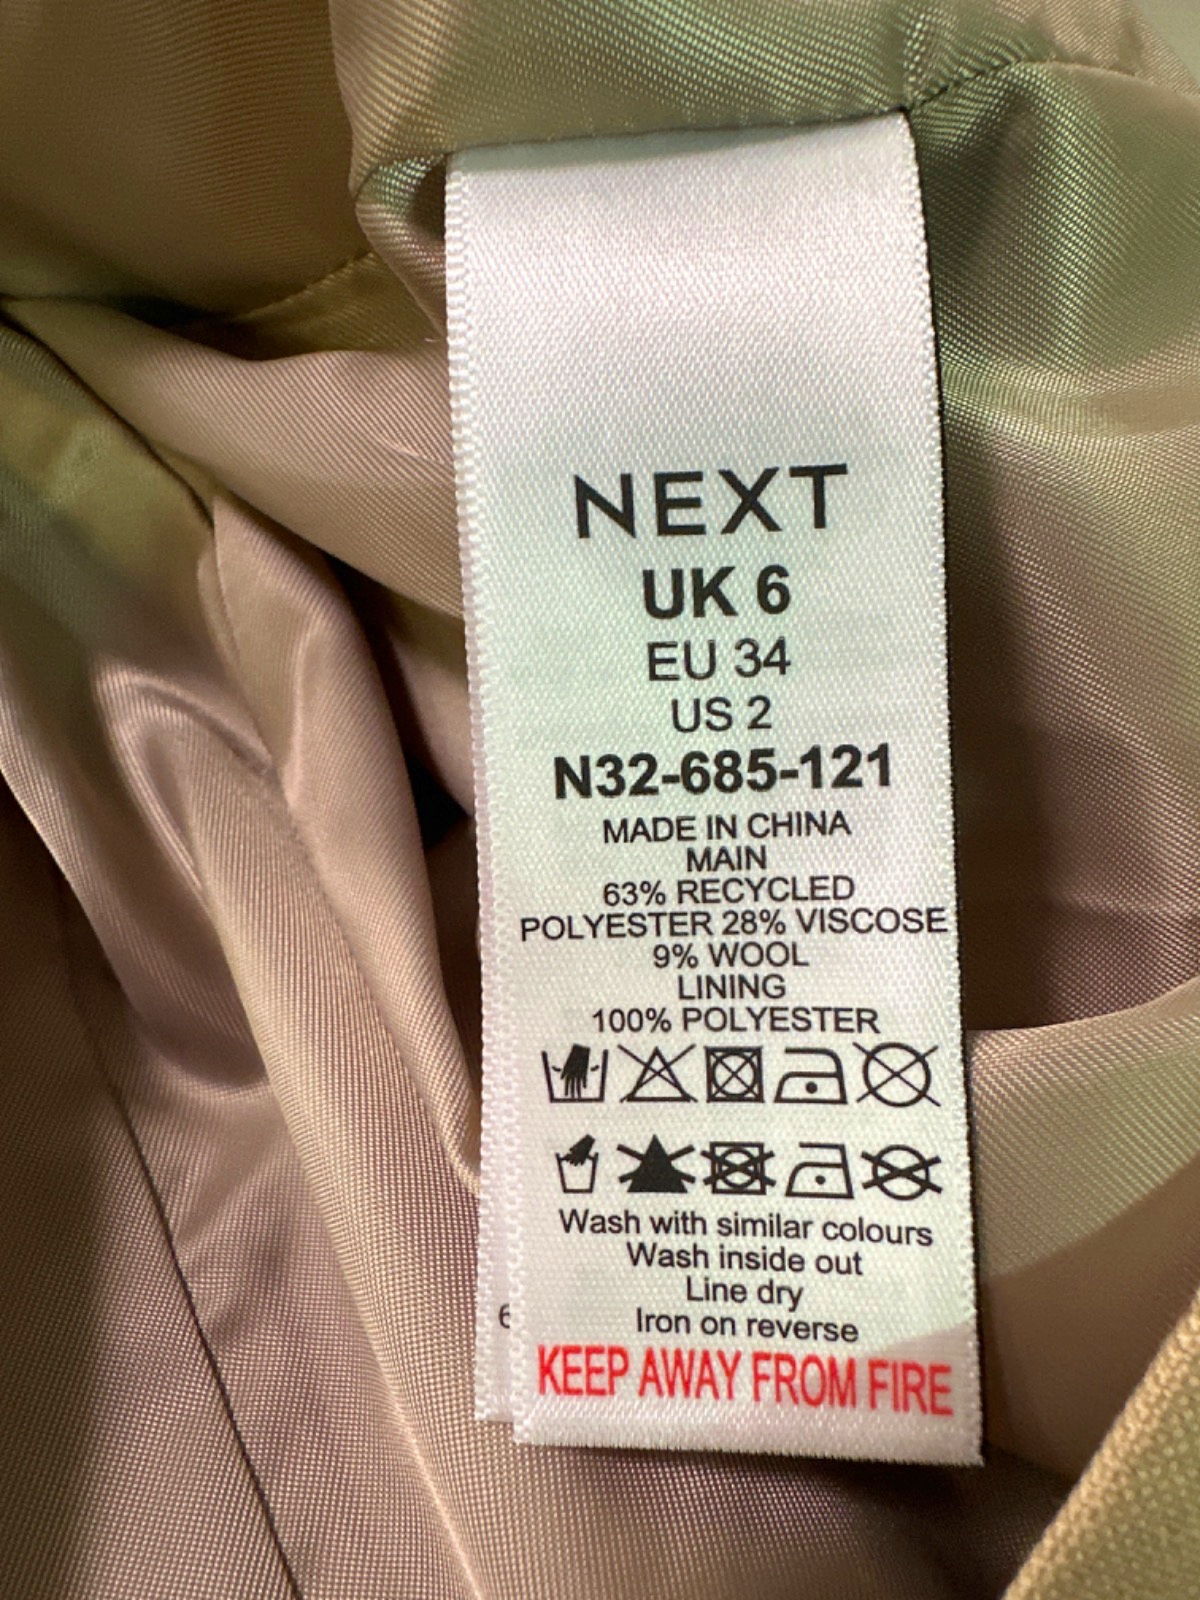 NEXT
UK 6
EU 34
US 2
N32-685-121
MADE IN CHINA
MAIN
63% RECYCLED
POLYESTER 28% VISCOSE
9% WOOL
LINING
100% POLYESTER
Wash with similar colours
Wash inside out
Line dry
Iron on reverse
6
KEEP AWAY FROM FIRE